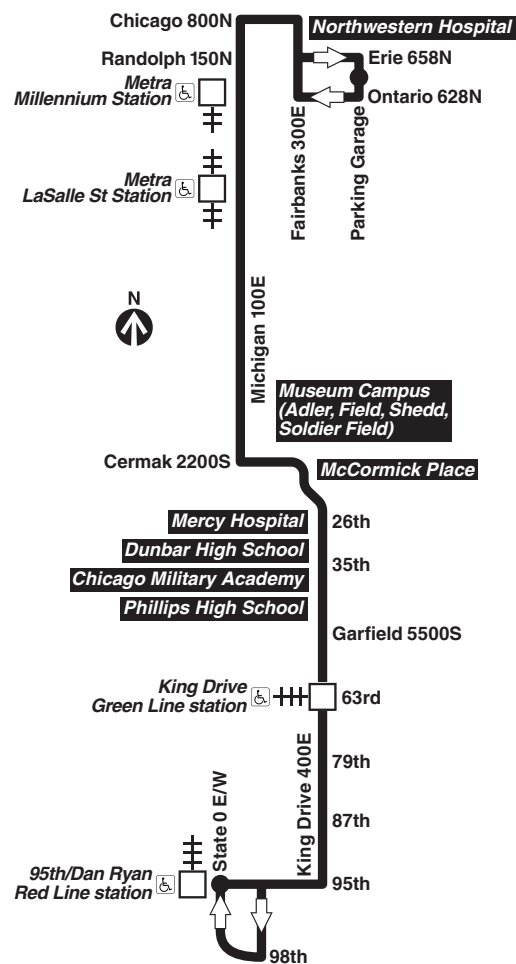 Chicago 800N
Northwestern Hospital
Randolph 150N
Erie 658N
Metra
Millennium Station
Ontario 628N
Fairbanks 300E
Parking Garage
Metra
LaSalle St Station
N
Michigan 100E
Museum Campus
(Adler, Field, Shedd,
Soldier Field)
Cermak 2200S
McCormick Place
Mercy Hospital
26th
Dunbar High School
35th
Chicago Military Academy
Phillips High School
Garfield 5500S
King Drive
Green Line station
63rd
King Drive 400E
79th
87th
State 0 E/W
95th/Dan Ryan
Red Line station
95th
98th